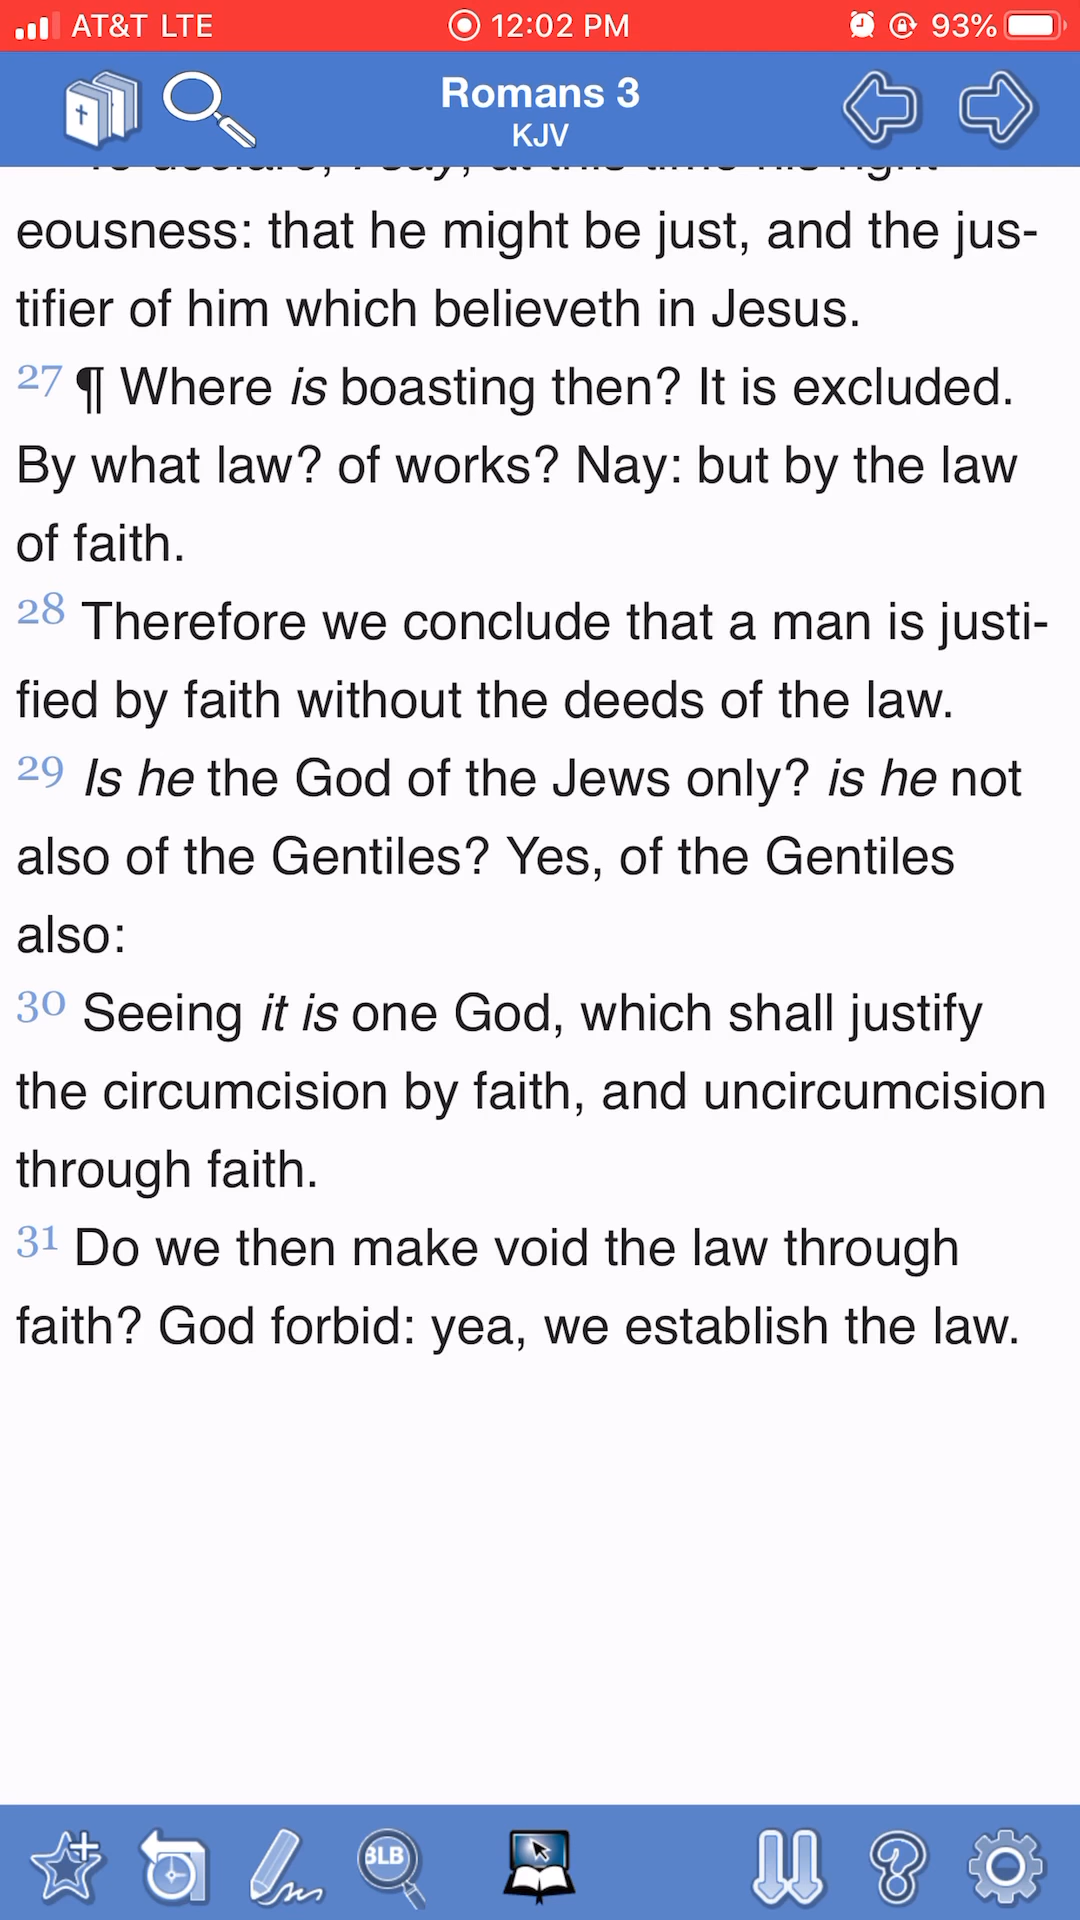 AT&T LTE 12:02 PM 93%
Romans 3
KJV
eousness: that he might be just, and the jus-
tifier of him which believeth in Jesus.
27 ¶ Where is boasting then? It is excluded.
By what law? of works? Nay: but by the law
of faith.
28 Therefore we conclude that a man is justi-
fied by faith without the deeds of the law.
29 Is he the God of the Jews only? is he not
also of the Gentiles? Yes, of the Gentiles
also:
30 Seeing it is one God, which shall justify
the circumcision by faith, and uncircumcision
through faith.
31 Do we then make void the law through
faith? God forbid: yea, we establish the law.
BLB